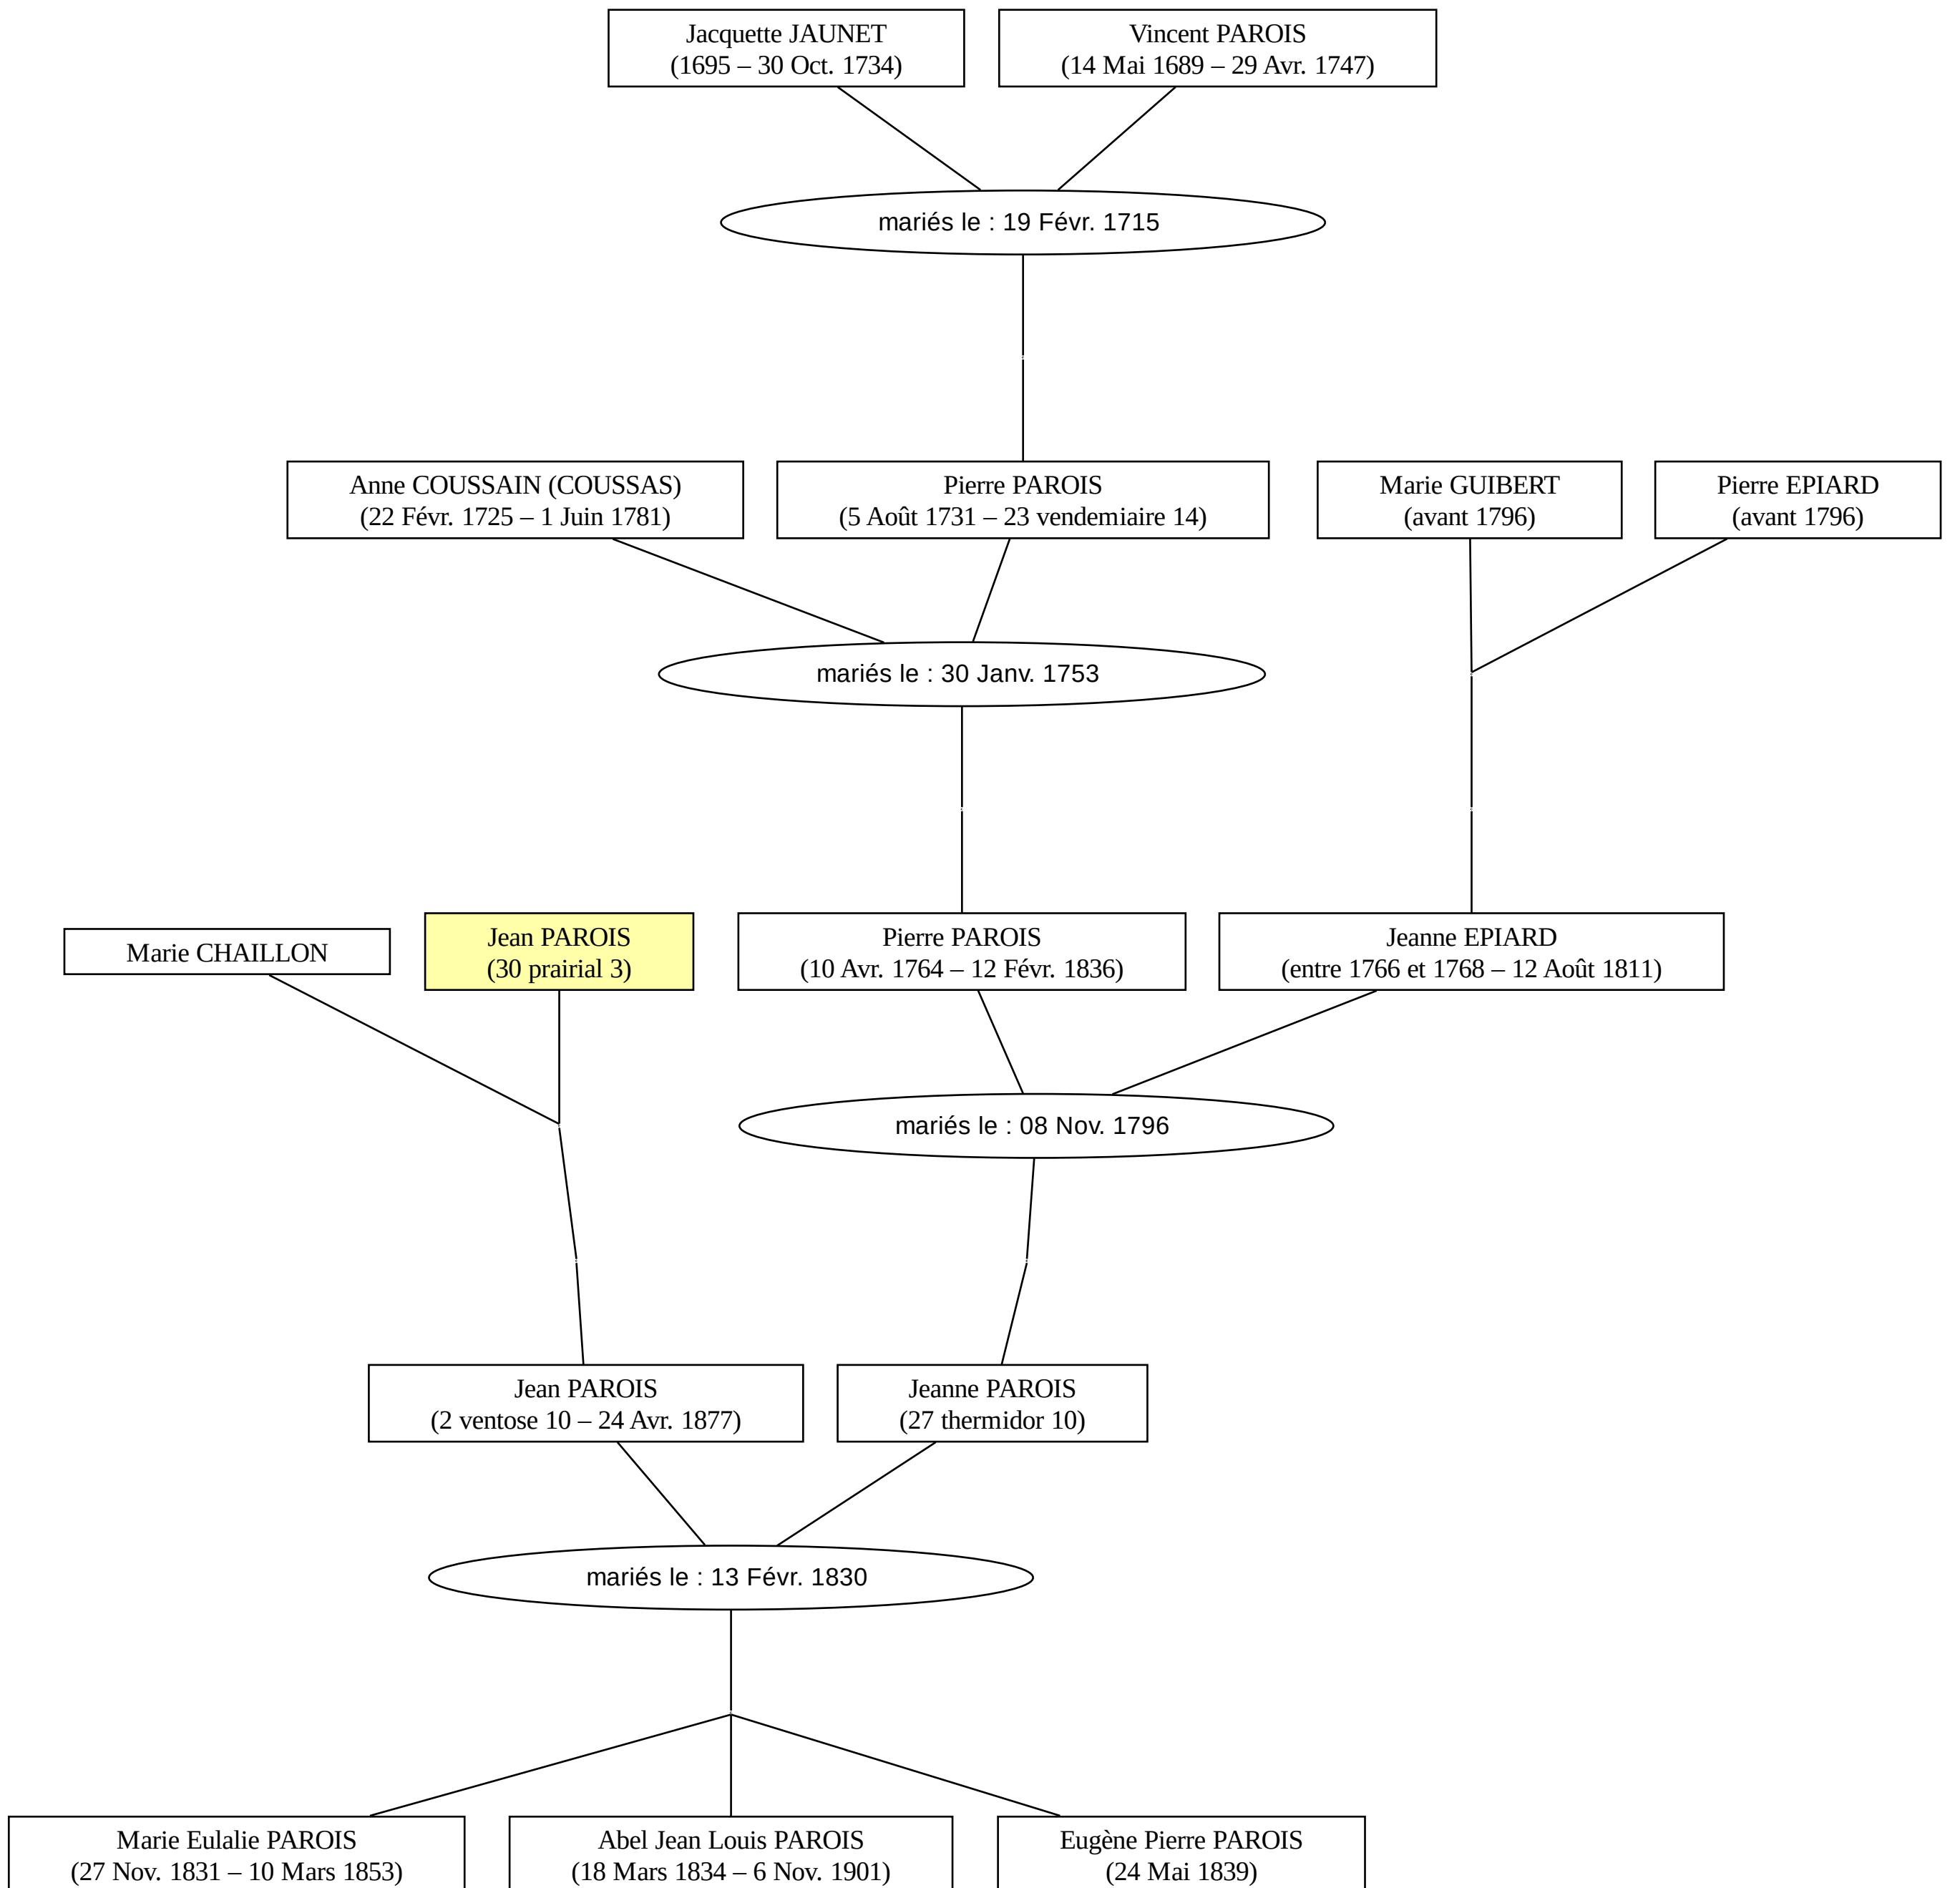 Jacquette JAUNET
(1695 – 30 Oct. 1734)
Vincent PAROIS
(14 Mai 1689 – 29 Avr. 1747)
mariés le : 19 Févr. 1715
Anne COUSSAIN (COUSSAS)
(22 Févr. 1725 – 1 Juin 1781)
Pierre PAROIS
(5 Août 1731 – 23 vendemiaire 14)
Marie GUIBERT
(avant 1796)
Pierre EPIARD
(avant 1796)
mariés le : 30 Janv. 1753
Marie CHAILLON
Jean PAROIS
(30 prairial 3)
Pierre PAROIS
(10 Avr. 1764 – 12 Févr. 1836)
Jeanne EPIARD
(entre 1766 et 1768 – 12 Août 1811)
mariés le : 08 Nov. 1796
Jean PAROIS
(2 ventose 10 – 24 Avr. 1877)
Jeanne PAROIS
(27 thermidor 10)
mariés le : 13 Févr. 1830
Marie Eulalie PAROIS
(27 Nov. 1831 – 10 Mars 1853)
Abel Jean Louis PAROIS
(18 Mars 1834 – 6 Nov. 1901)
Eugène Pierre PAROIS
(24 Mai 1839)